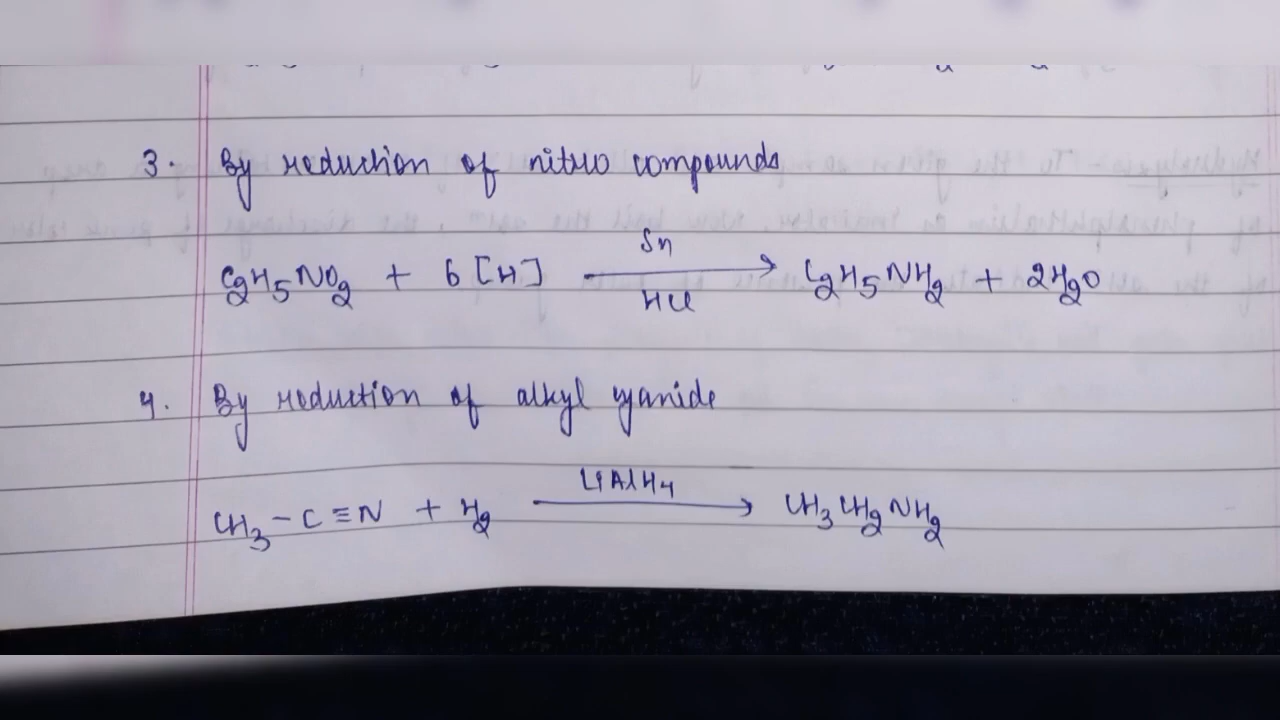 3. By reduction of nitro compounds
C₂H₅NO₂ + 6 [H] Sn/HCl → C₂H₅NH₂ + 2H₂O
4. By reduction of alkyl cyanide
CH₃ – C ≡ N + H₂ LiAlH₄ → CH₃CH₂NH₂